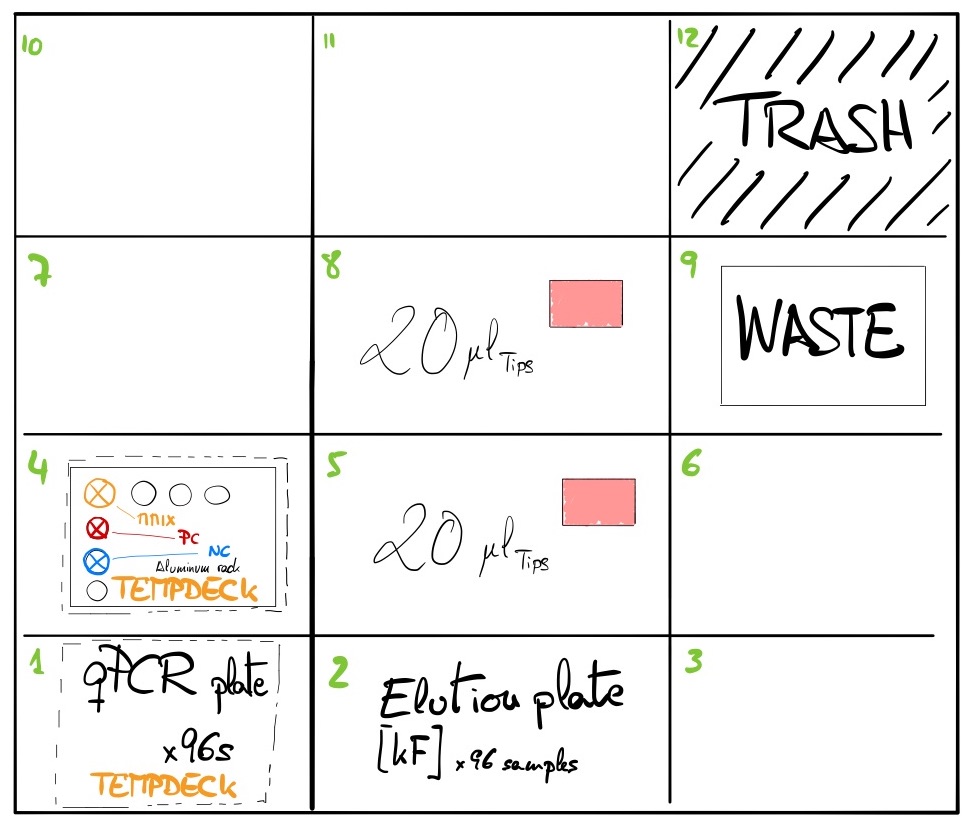 10
11
12
TRASH
7
8
20 µl Tips
9
WASTE
4
mix
PC
NC
Aluminum rack
TEMPDECK
5
20 µl Tips
6
1
qPCR plate
x96s
TEMPDECK
2
Elution plate
[KF] x96 samples
3